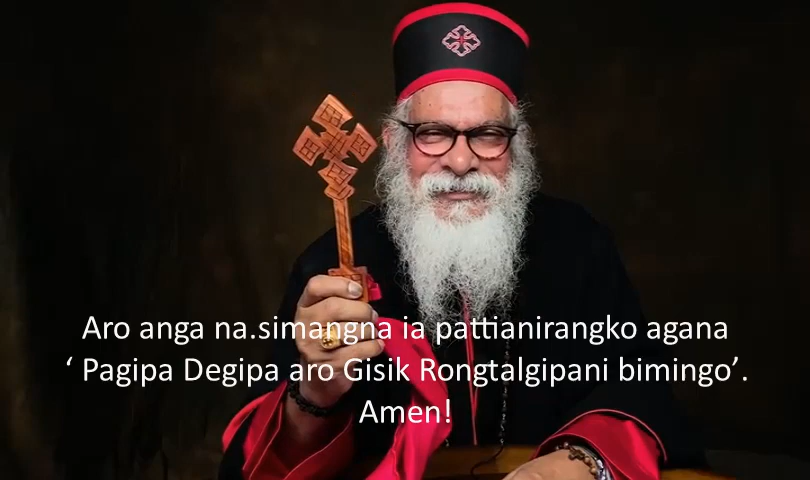 Aro anga na.simangna ia pattianirangko agana
‘ Pagipa Degipa aro Gisik Rongtalgipani bimingo’.
Amen!